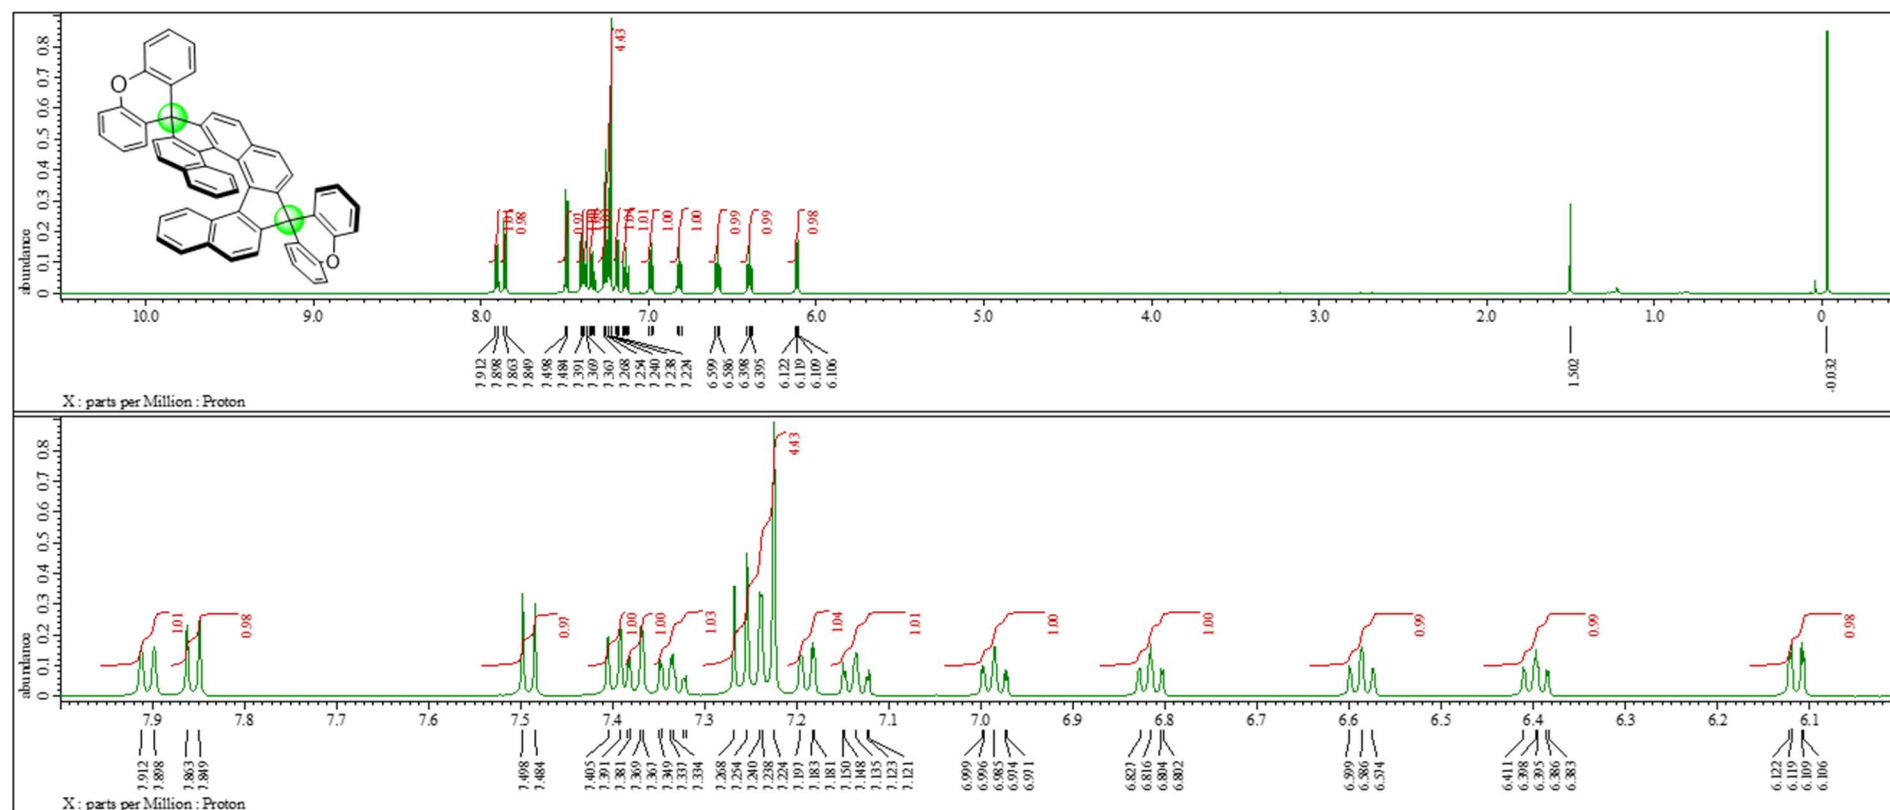 O
O
abundance
0 0.1 0.2 0.3 0.4 0.5 0.6 0.7 0.8
4.43
1.01 0.98
0.97
1.04 1.01 1.00 1.00 0.99 0.99 0.98
10.0 9.0 8.0 7.0 6.0 5.0 4.0 3.0 2.0 1.0 0
7.912 7.898 7.863 7.849 7.498 7.484 7.391 7.369 7.367 7.268 7.254 7.240 7.238 7.224 6.599 6.586 6.398 6.395 6.122 6.119 6.109 6.106 1.502 -0.032
X : parts per Million : Proton
abundance
0 0.1 0.2 0.3 0.4 0.5 0.6 0.7 0.8
1.01 0.98 0.97 1.00 1.00 1.03 4.43 1.04 1.01 1.00 1.00 0.99 0.99 0.98
7.9 7.8 7.7 7.6 7.5 7.4 7.3 7.2 7.1 7.0 6.9 6.8 6.7 6.6 6.5 6.4 6.3 6.2 6.1
7.912 7.898 7.863 7.849 7.498 7.484 7.405 7.391 7.381 7.369 7.367 7.349 7.337 7.334 7.268 7.254 7.240 7.238 7.224 7.197 7.183 7.181 7.150 7.148 7.135 7.123 7.121 6.999 6.996 6.985 6.974 6.971 6.827 6.816 6.804 6.802 6.599 6.586 6.574 6.411 6.398 6.395 6.386 6.383 6.122 6.119 6.109 6.106
X : parts per Million : Proton